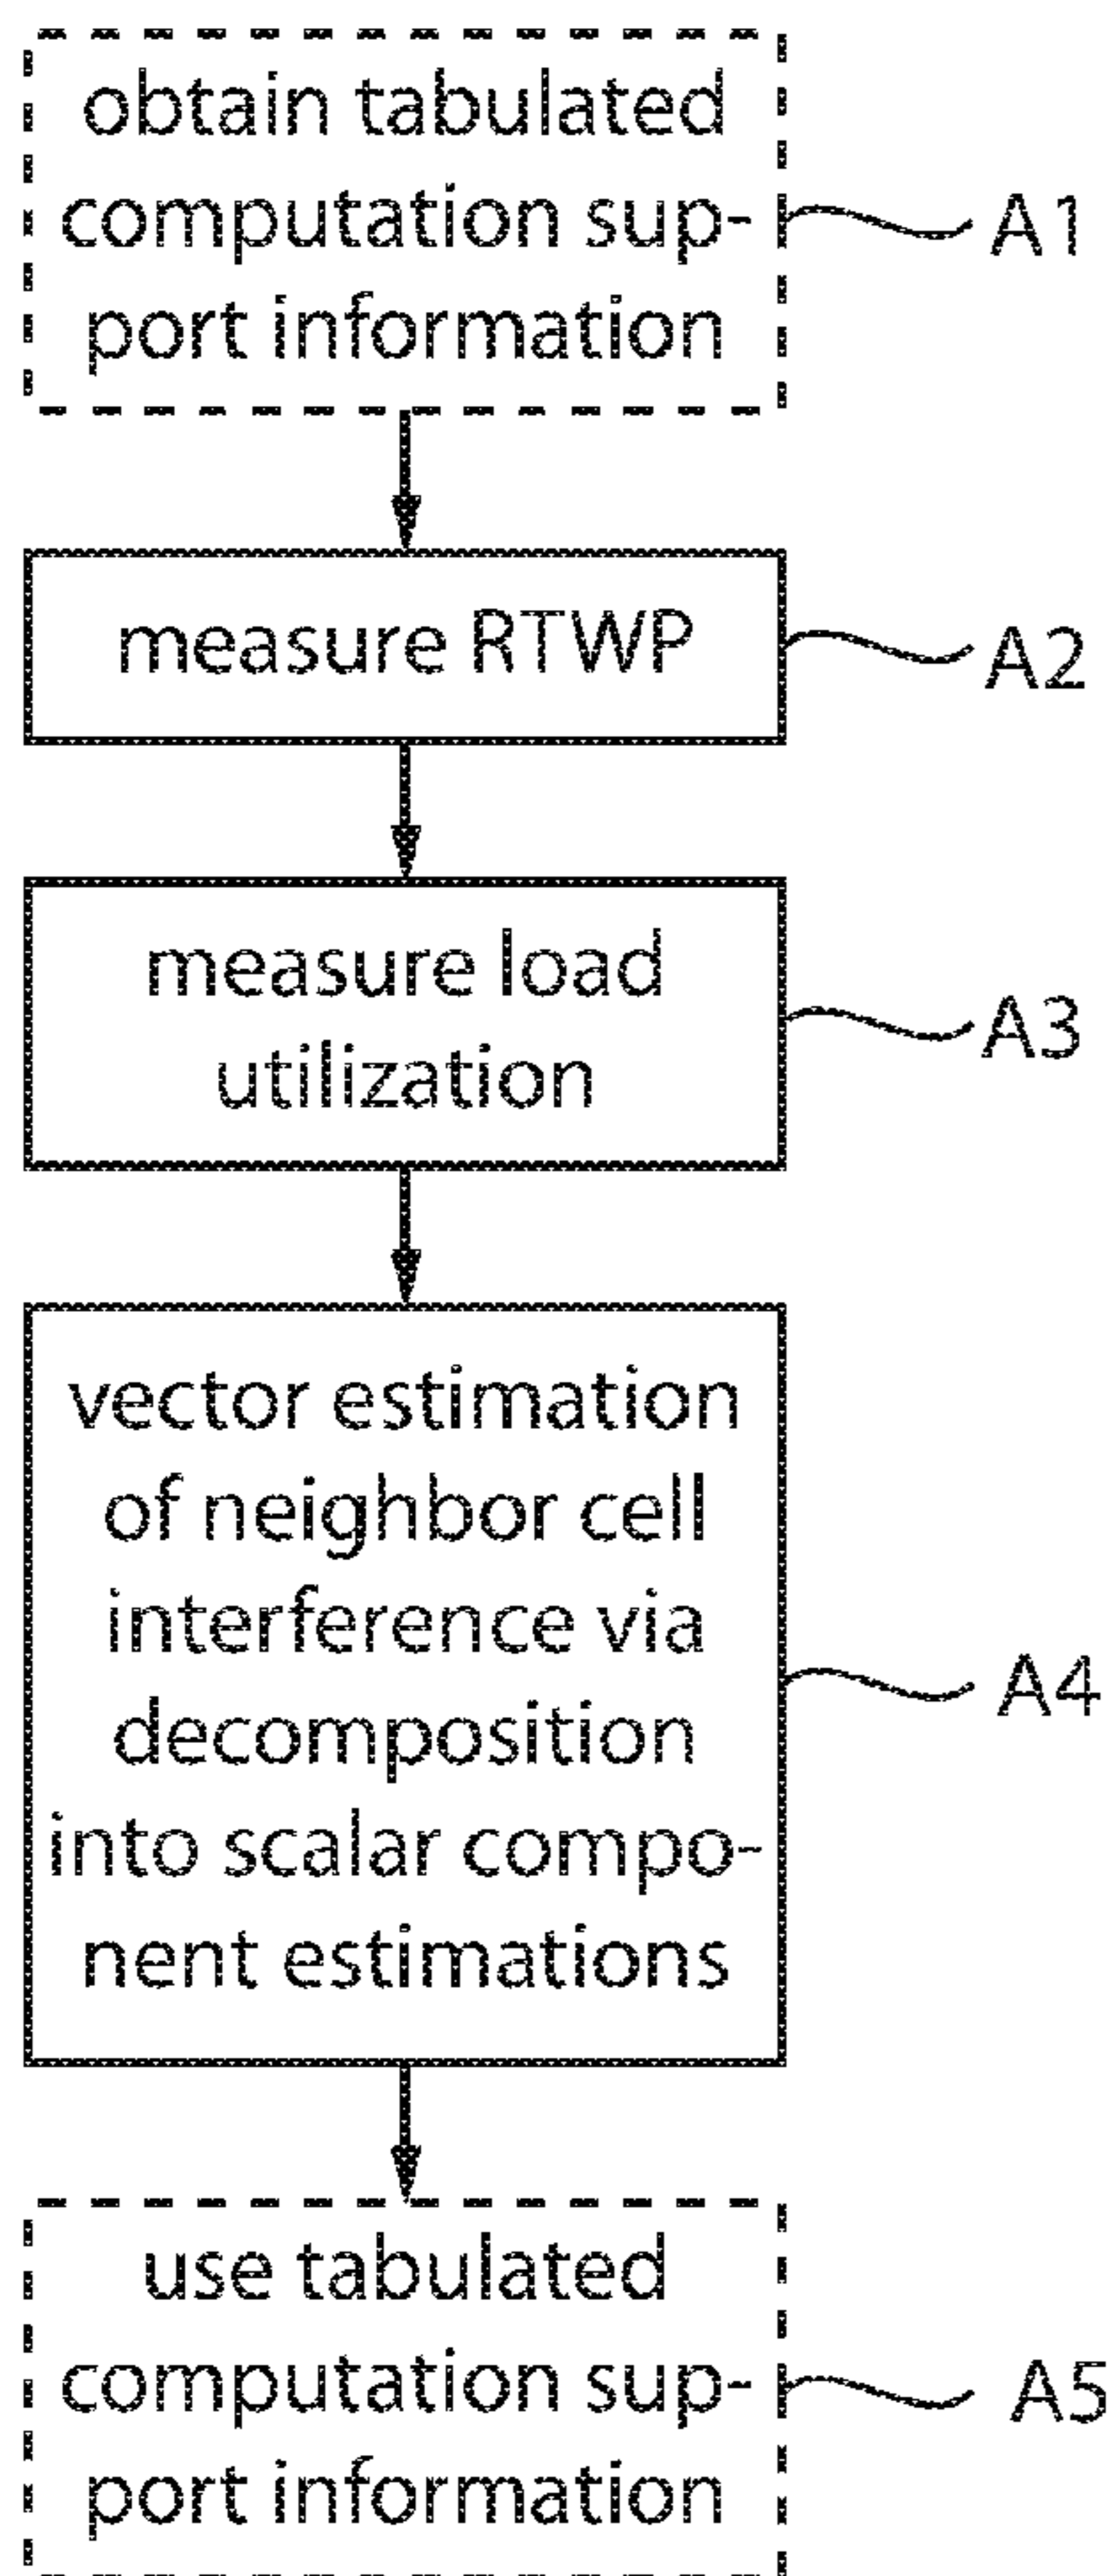 obtain tabulated
computation sup-
port information
A1
measure RTWP
A2
measure load
utilization
A3
vector estimation
of neighbor cell
interference via
decomposition
into scalar compo-
nent estimations
A4
use tabulated
computation sup-
port information
A5